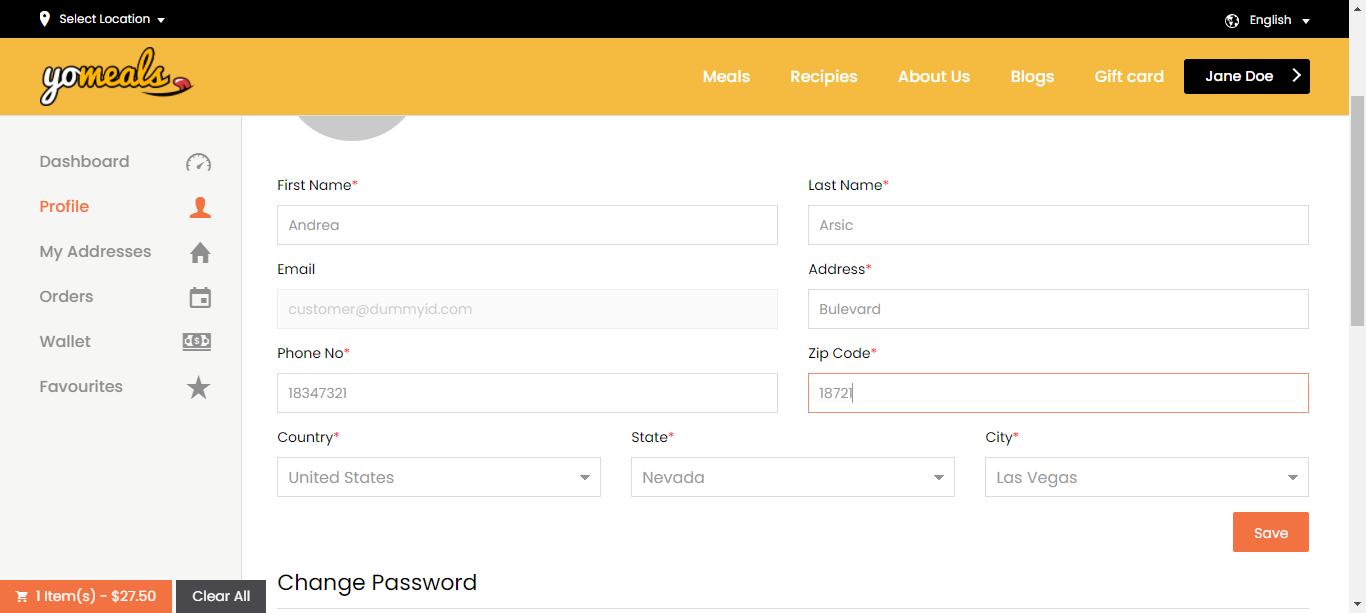 Select Location
English
yomeals
Meals
Recipies
About Us
Blogs
Gift card
Jane Doe
Dashboard
Profile
My Addresses
Orders
Wallet
Favourites
First Name*
Last Name*
Andrea
Arsic
Email
Address*
customer@dummyid.com
Bulevard
Phone No*
Zip Code*
18347321
18721
Country*
State*
City*
United States
Nevada
Las Vegas
Save
Change Password
1 Item(s) - $27.50
Clear All